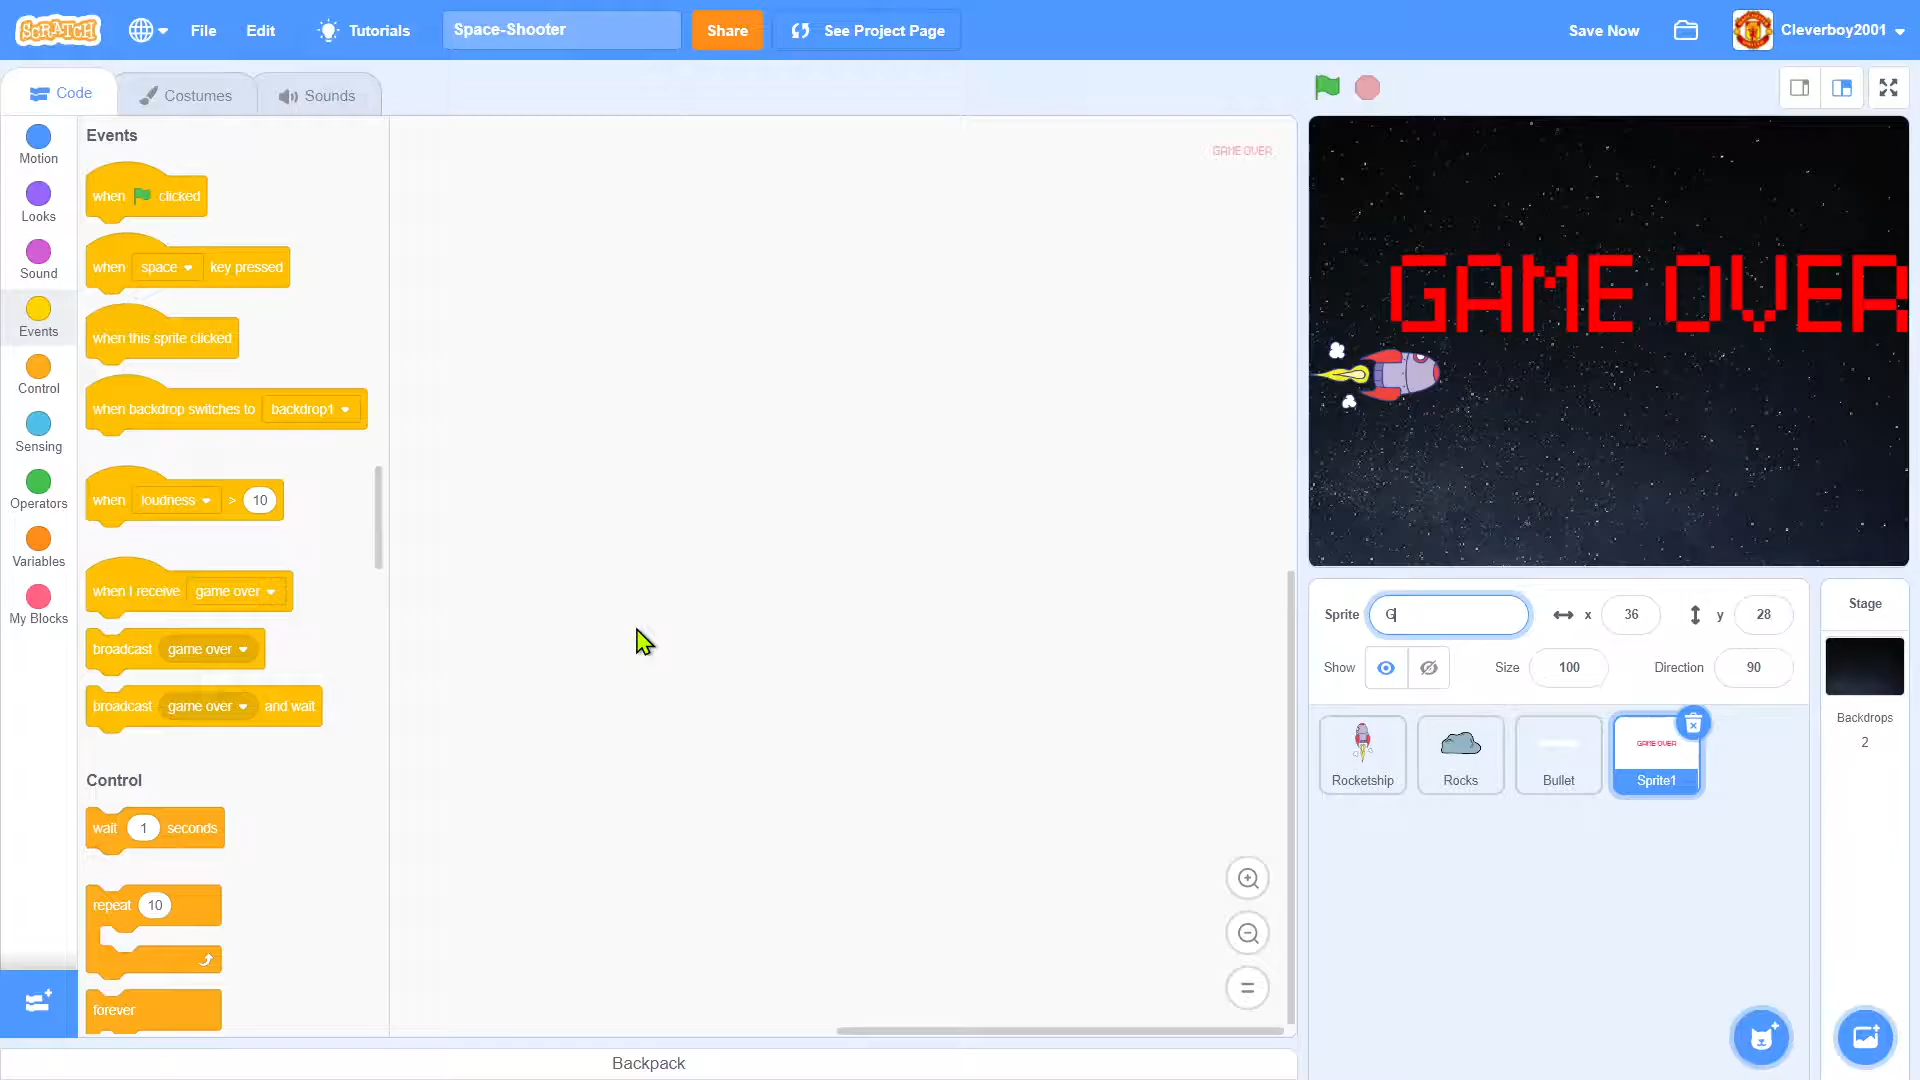 SCRATCH
File
Edit
Tutorials
Space-Shooter
Share
See Project Page
Save Now
Cleverboy2001
Code
Costumes
Sounds
Motion
Looks
Sound
Events
Control
Sensing
Operators
Variables
My Blocks
Events
when clicked
when space key pressed
when this sprite clicked
when backdrop switches to backdrop1
when loudness > 10
when I receive game over
broadcast game over
broadcast game over and wait
Control
wait 1 seconds
repeat 10
forever
GAME OVER
Backpack
GAME OVER
Sprite G x 36 y 28
Show Size 100 Direction 90
Rocketship
Rocks
Bullet
GAME OVER
Sprite1
Stage
Backdrops
2